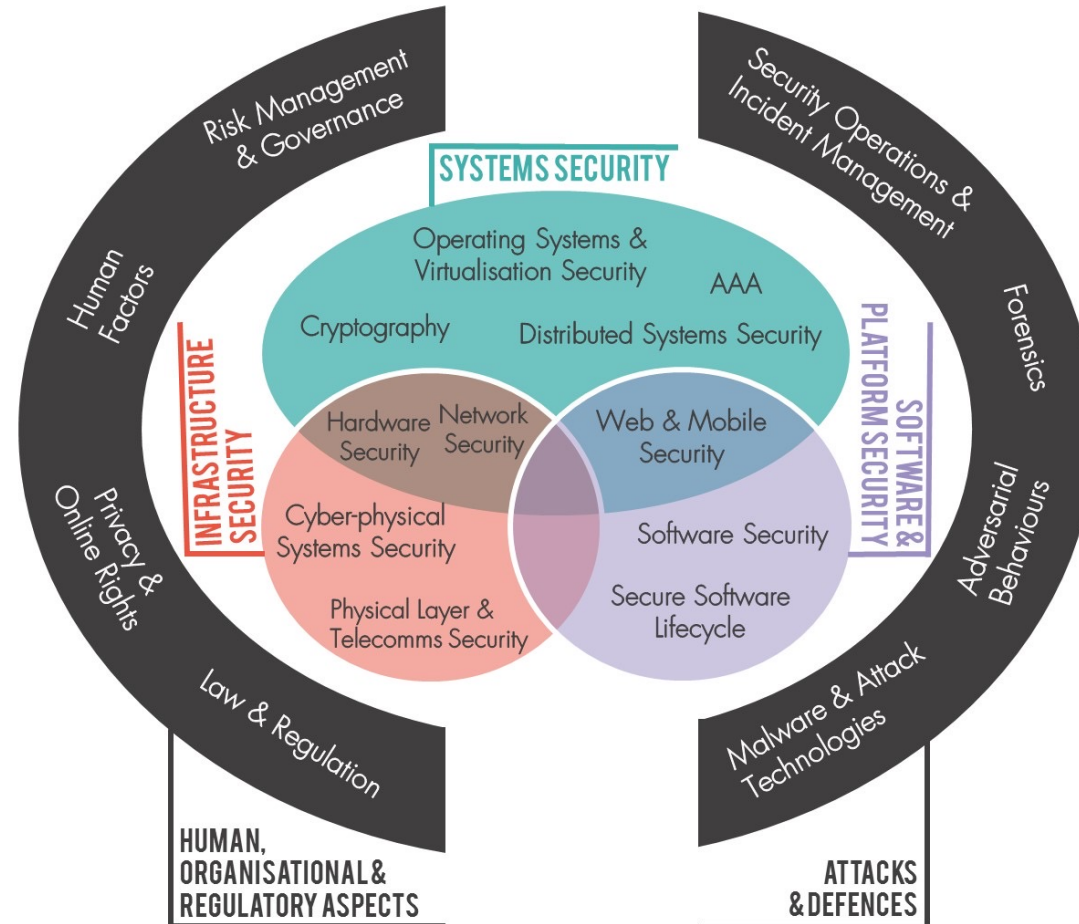 Risk Management
& Governance
Human
Factors
Privacy &
Online Rights
Law & Regulation
HUMAN,
ORGANISATIONAL &
REGULATORY ASPECTS
SYSTEMS SECURITY
Operating Systems &
Virtualisation Security
AAA
Cryptography
Distributed Systems Security
INFRASTRUCTURE
SECURITY
Hardware
Security
Network
Security
Web & Mobile
Security
Cyber-physical
Systems Security
Physical Layer &
Telecomms Security
Software Security
Secure Software
Lifecycle
SOFTWARE &
PLATFORM SECURITY
Security Operations &
Incident Management
Forensics
Adversarial
Behaviours
Malware & Attack
Technologies
ATTACKS
& DEFENCES